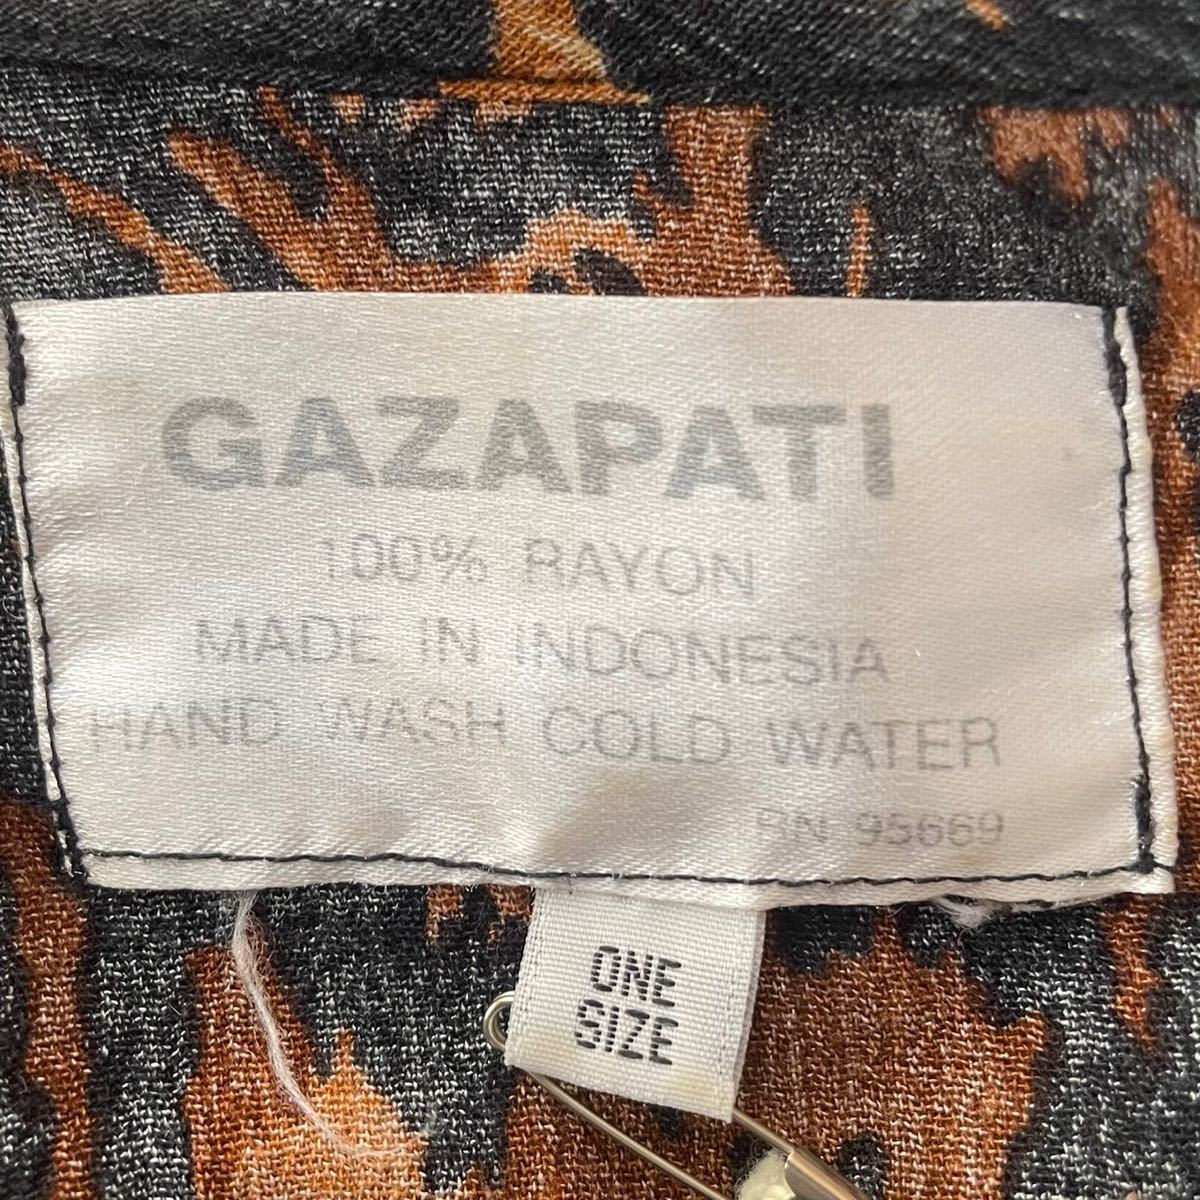 GAZAPATI
100% RAYON
MADE IN INDONESIA
HAND WASH COLD WATER
RN 95669
ONE
SIZE